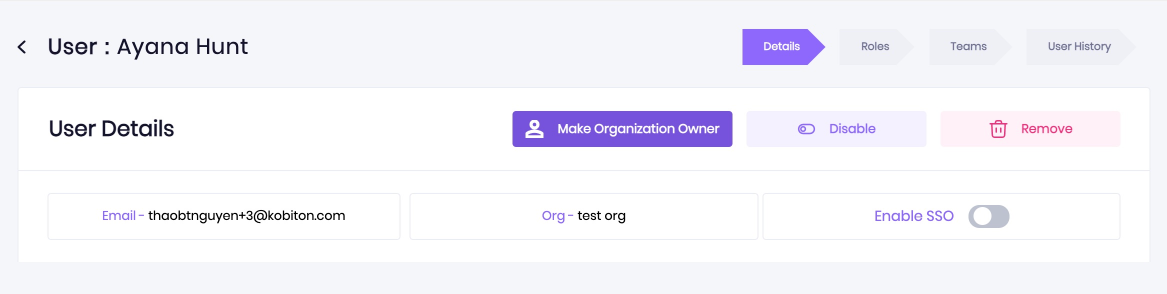 User : Ayana Hunt
Details
Roles
Teams
User History
User Details
Make Organization Owner
Disable
Remove
Email - thaobtnguyen+3@kobiton.com
Org - test org
Enable SSO